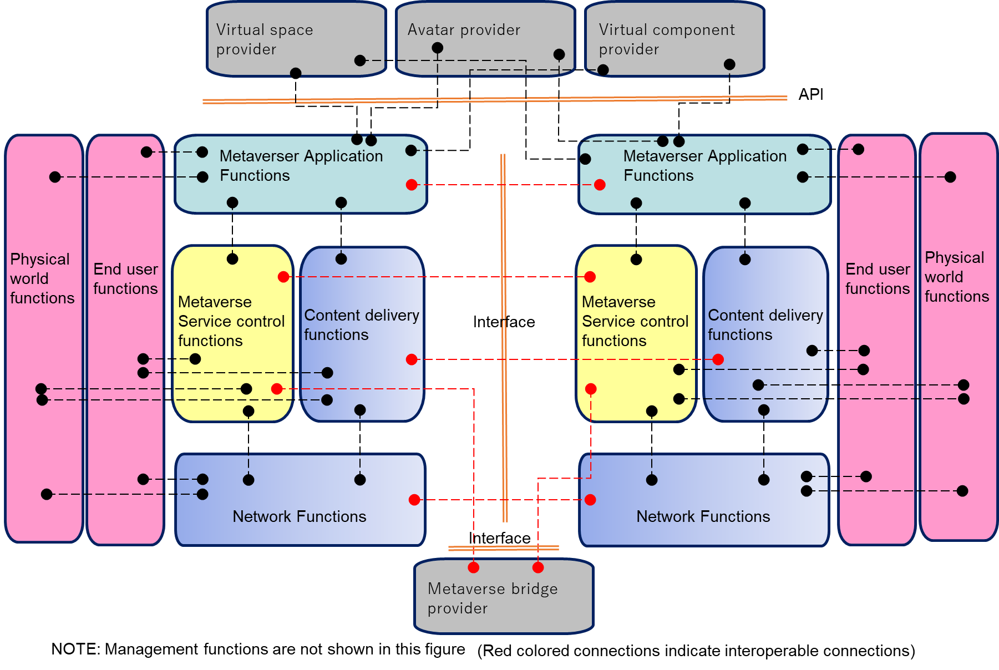 Virtual space
provider
Avatar provider
Virtual component
provider
API
Metaverser Application
Functions
Metaverser Application
Functions
Physical
world
functions
End user
functions
Metaverse
Service control
functions
Content delivery
functions
Interface
Metaverse
Service control
functions
Content delivery
functions
End user
functions
Physical
world
functions
Network Functions
Network Functions
Interface
Metaverse bridge
provider
NOTE: Management functions are not shown in this figure (Red colored connections indicate interoperable connections)